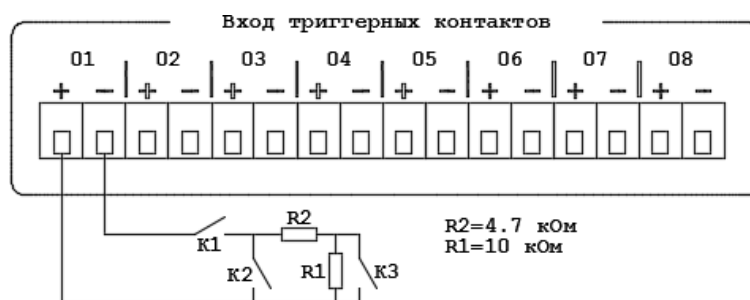 Вход триггерных контактов
01 02 03 04 05 06 07 08
+ − + − + − + − + − + − + − + −
R2
R2=4.7 кОм
R1=10 кОм
K1
K2
R1
K3